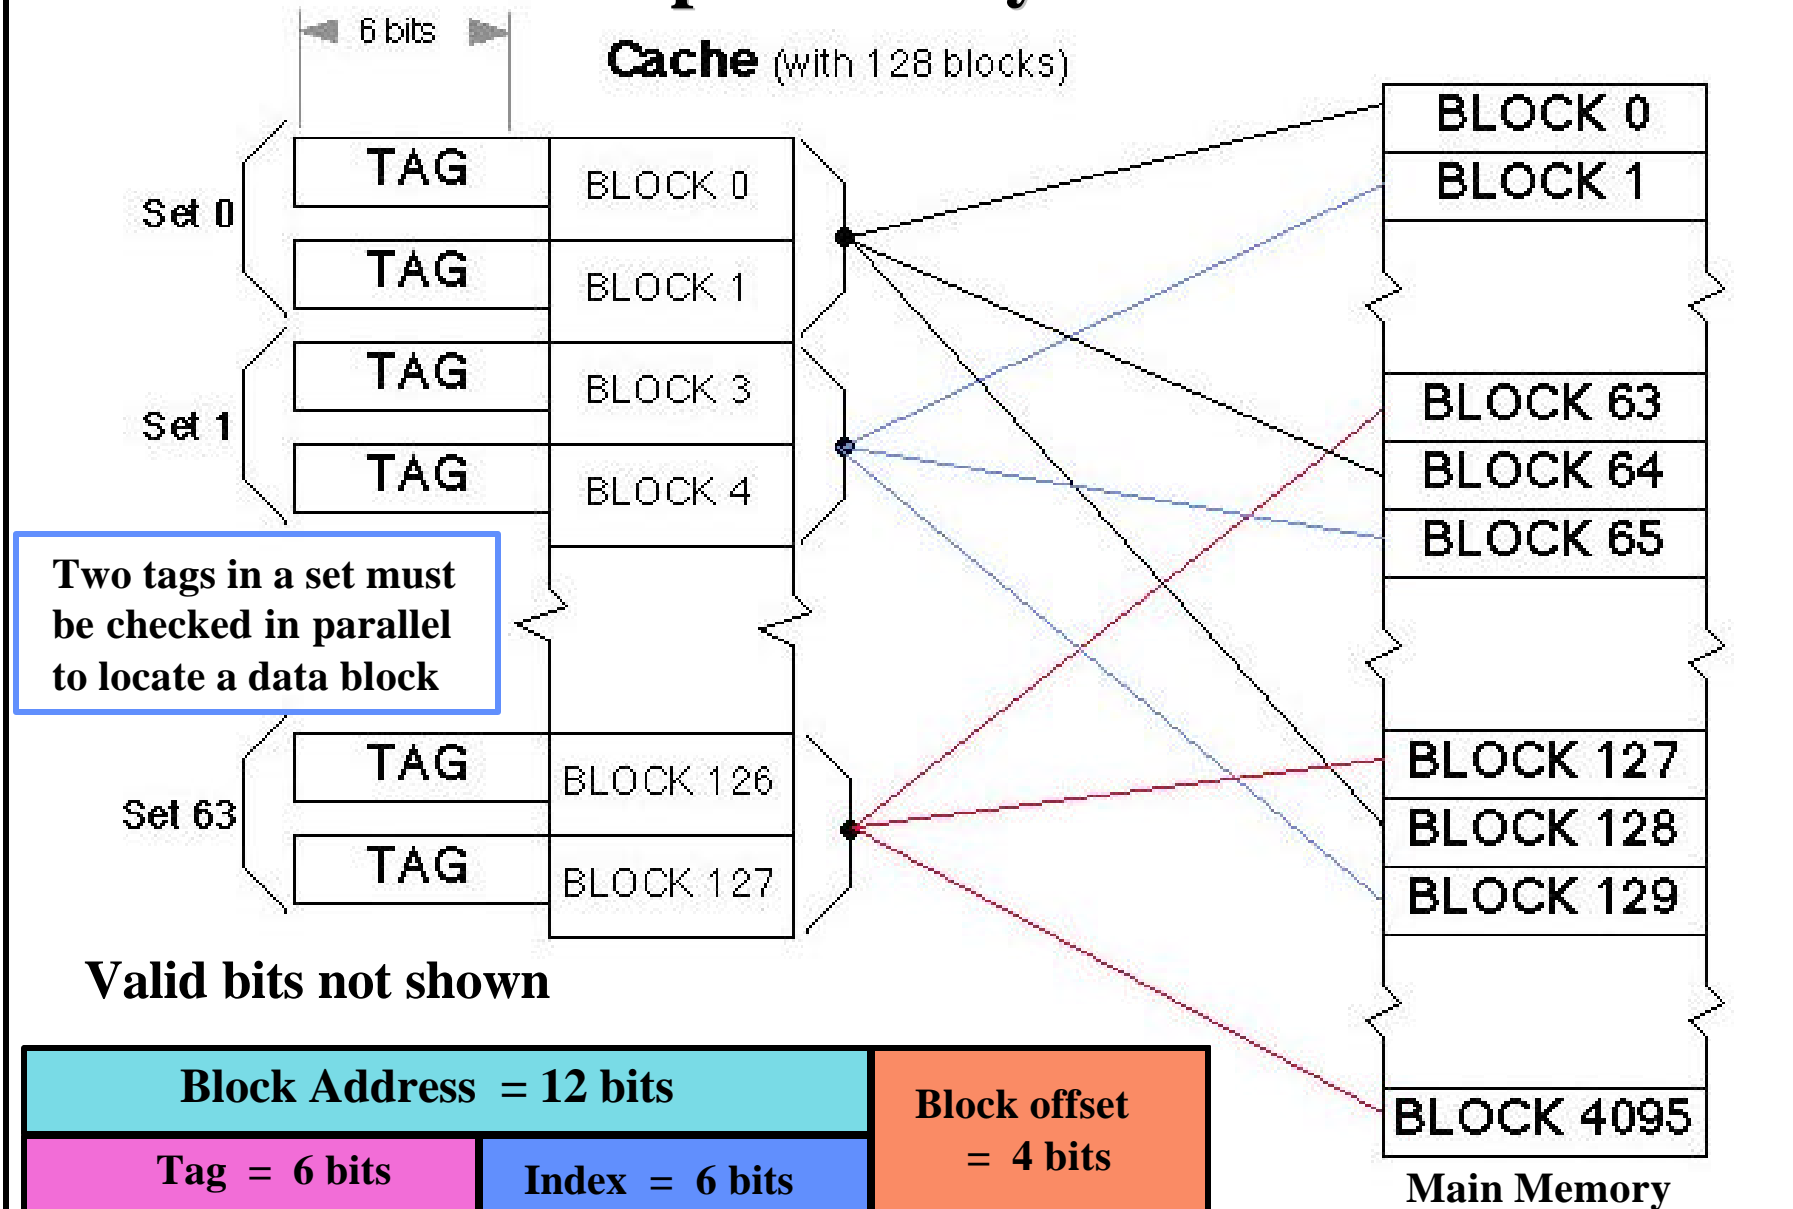 6 bits
Cache (with 128 blocks)
Set 0
TAG
BLOCK 0
TAG
BLOCK 1
Set 1
TAG
BLOCK 3
TAG
BLOCK 4
Two tags in a set must
be checked in parallel
to locate a data block
Set 63
TAG
BLOCK 126
TAG
BLOCK 127
Valid bits not shown
BLOCK 0
BLOCK 1
BLOCK 63
BLOCK 64
BLOCK 65
BLOCK 127
BLOCK 128
BLOCK 129
BLOCK 4095
Main Memory
Block Address = 12 bits
Block offset
= 4 bits
Tag = 6 bits
Index = 6 bits